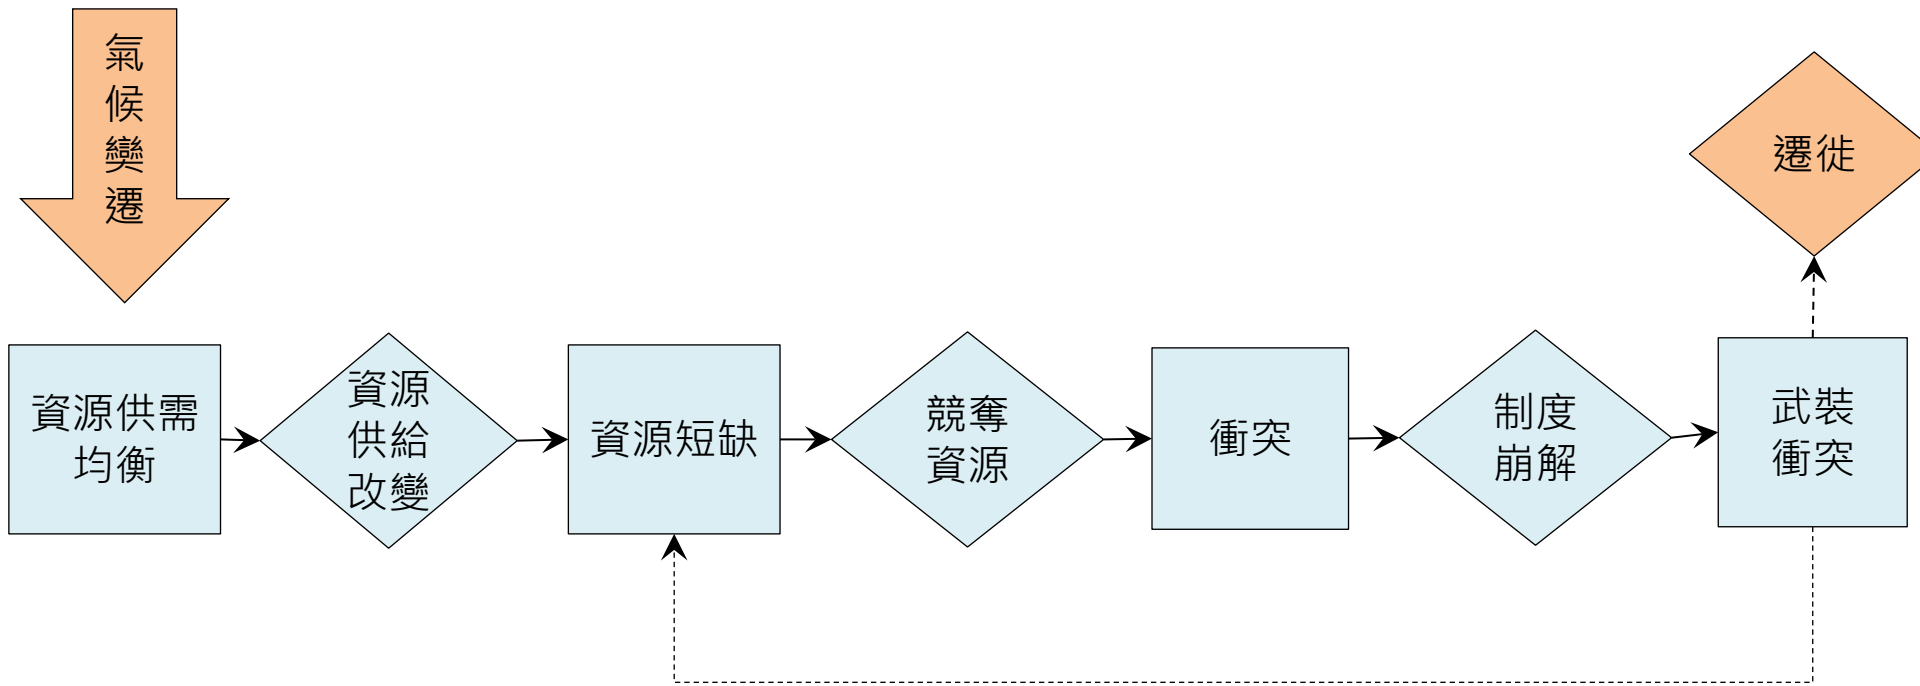 氣
候
變
遷
遷徙
資源供需
均衡
資源
供給
改變
資源短缺
競奪
資源
衝突
制度
崩解
武裝
衝突